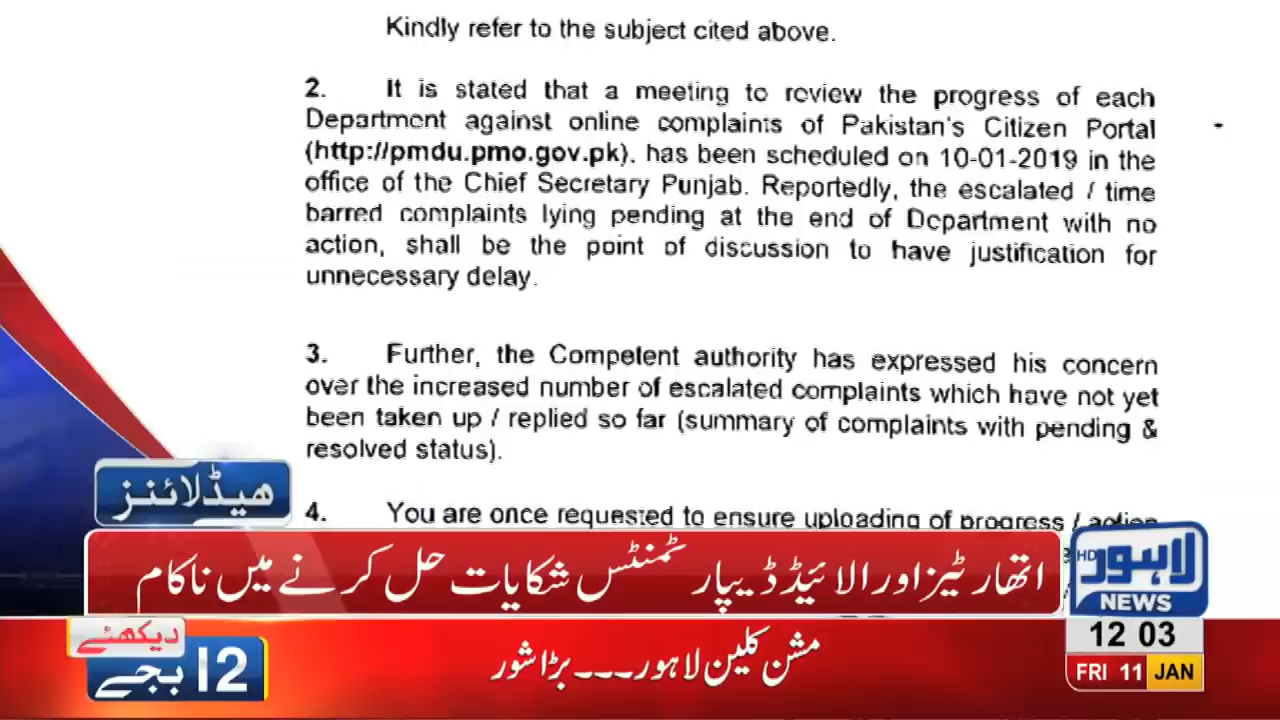 Kindly refer to the subject cited above.
2. It is stated that a meeting to review the progress of each
Department against online complaints of Pakistan's Citizen Portal
(http://pmdu.pmo.gov.pk), has been scheduled on 10-01-2019 in the
office of the Chief Secretary Punjab. Reportedly, the escalated / time
barred complaints lying pending at the end of Department with no
action, shall be the point of discussion to have justification for
unnecessary delay.
3. Further, the Competent authority has expressed his concern
over the increased number of escalated complaints which have not yet
been taken up / replied so far (summary of complaints with pending &
resolved status).
4. You are once requested to ensure uploading of progress / action
ھیڈلائنز
اتھارٹیز اور الائیڈ ڈیپارٹمنٹس شکایات حل کرنے میں ناکام
HD لاہور
NEWS
مشن کلین لاہور۔۔۔ بڑا شور
دیکھئے
12 بجے
12 03
FRI 11 JAN